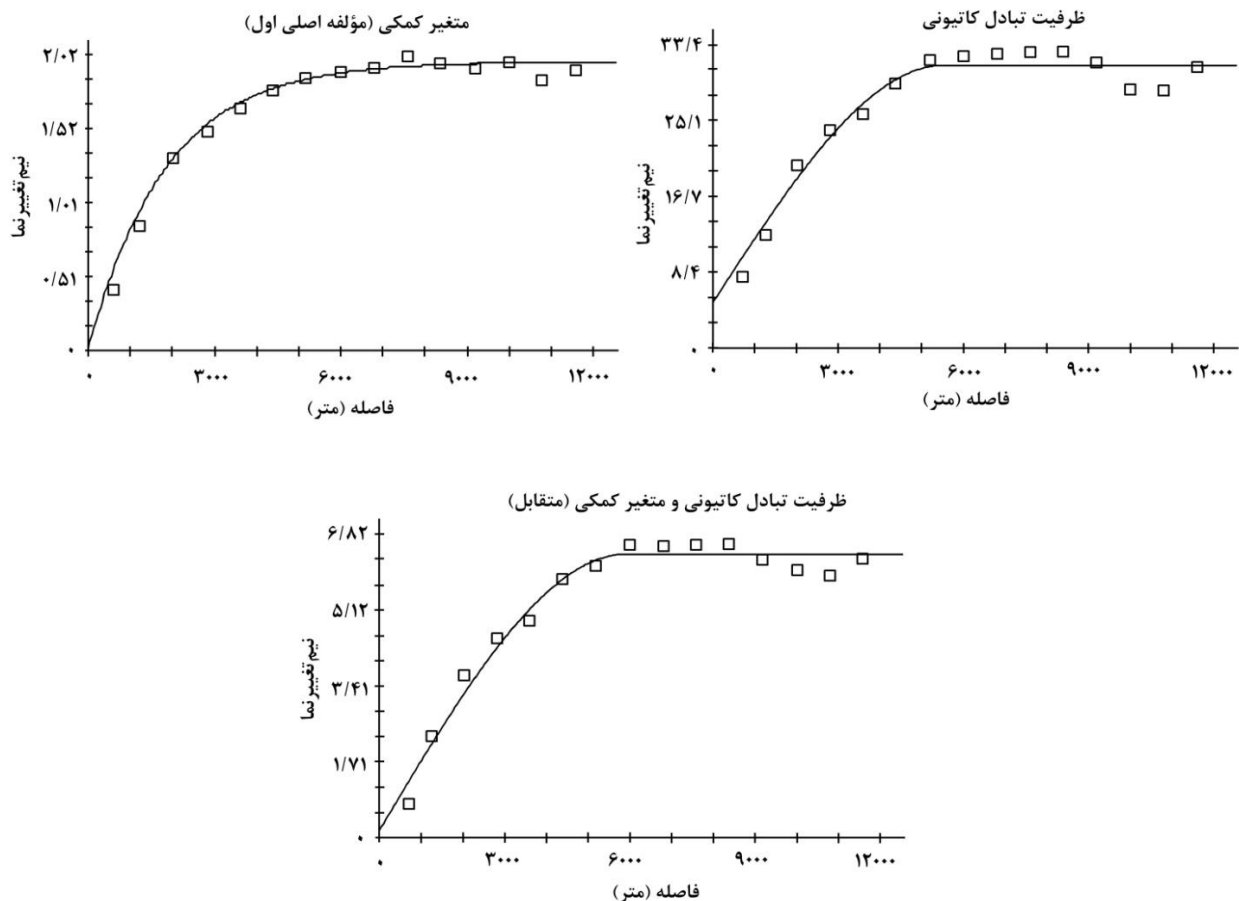 متغیر کمکی (مؤلفه اصلی اول)
نیم‌تغییرنما
۲/۰۲
۱/۵۲
۱/۰۱
۰/۵۱
۰
۰ ۳۰۰۰ ۶۰۰۰ ۹۰۰۰ ۱۲۰۰۰
فاصله (متر)
ظرفیت تبادل کاتیونی
نیم‌تغییرنما
۳۳/۴
۲۵/۱
۱۶/۷
۸/۴
۰
۰ ۳۰۰۰ ۶۰۰۰ ۹۰۰۰ ۱۲۰۰۰
فاصله (متر)
ظرفیت تبادل کاتیونی و متغیر کمکی (متقابل)
نیم‌تغییرنما
۶/۸۲
۵/۱۲
۳/۴۱
۱/۷۱
۰
۰ ۳۰۰۰ ۶۰۰۰ ۹۰۰۰ ۱۲۰۰۰
فاصله (متر)